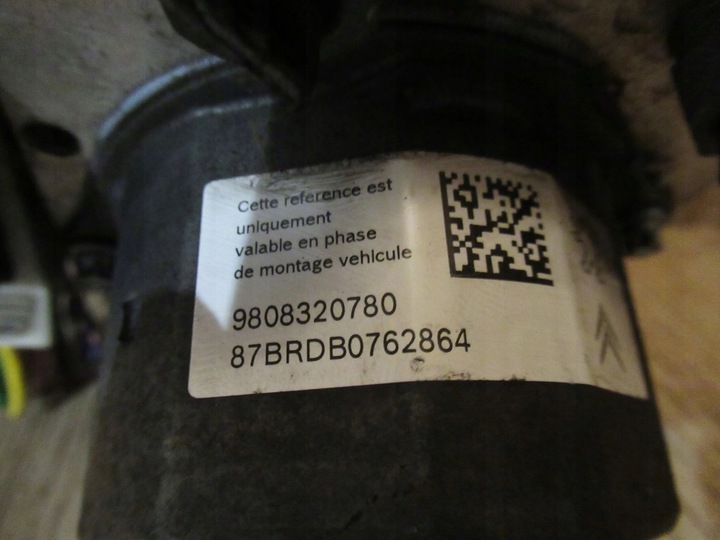 Cette reference est
uniquement
valable en phase
de montage vehicule
9808320780
87BRDB0762864